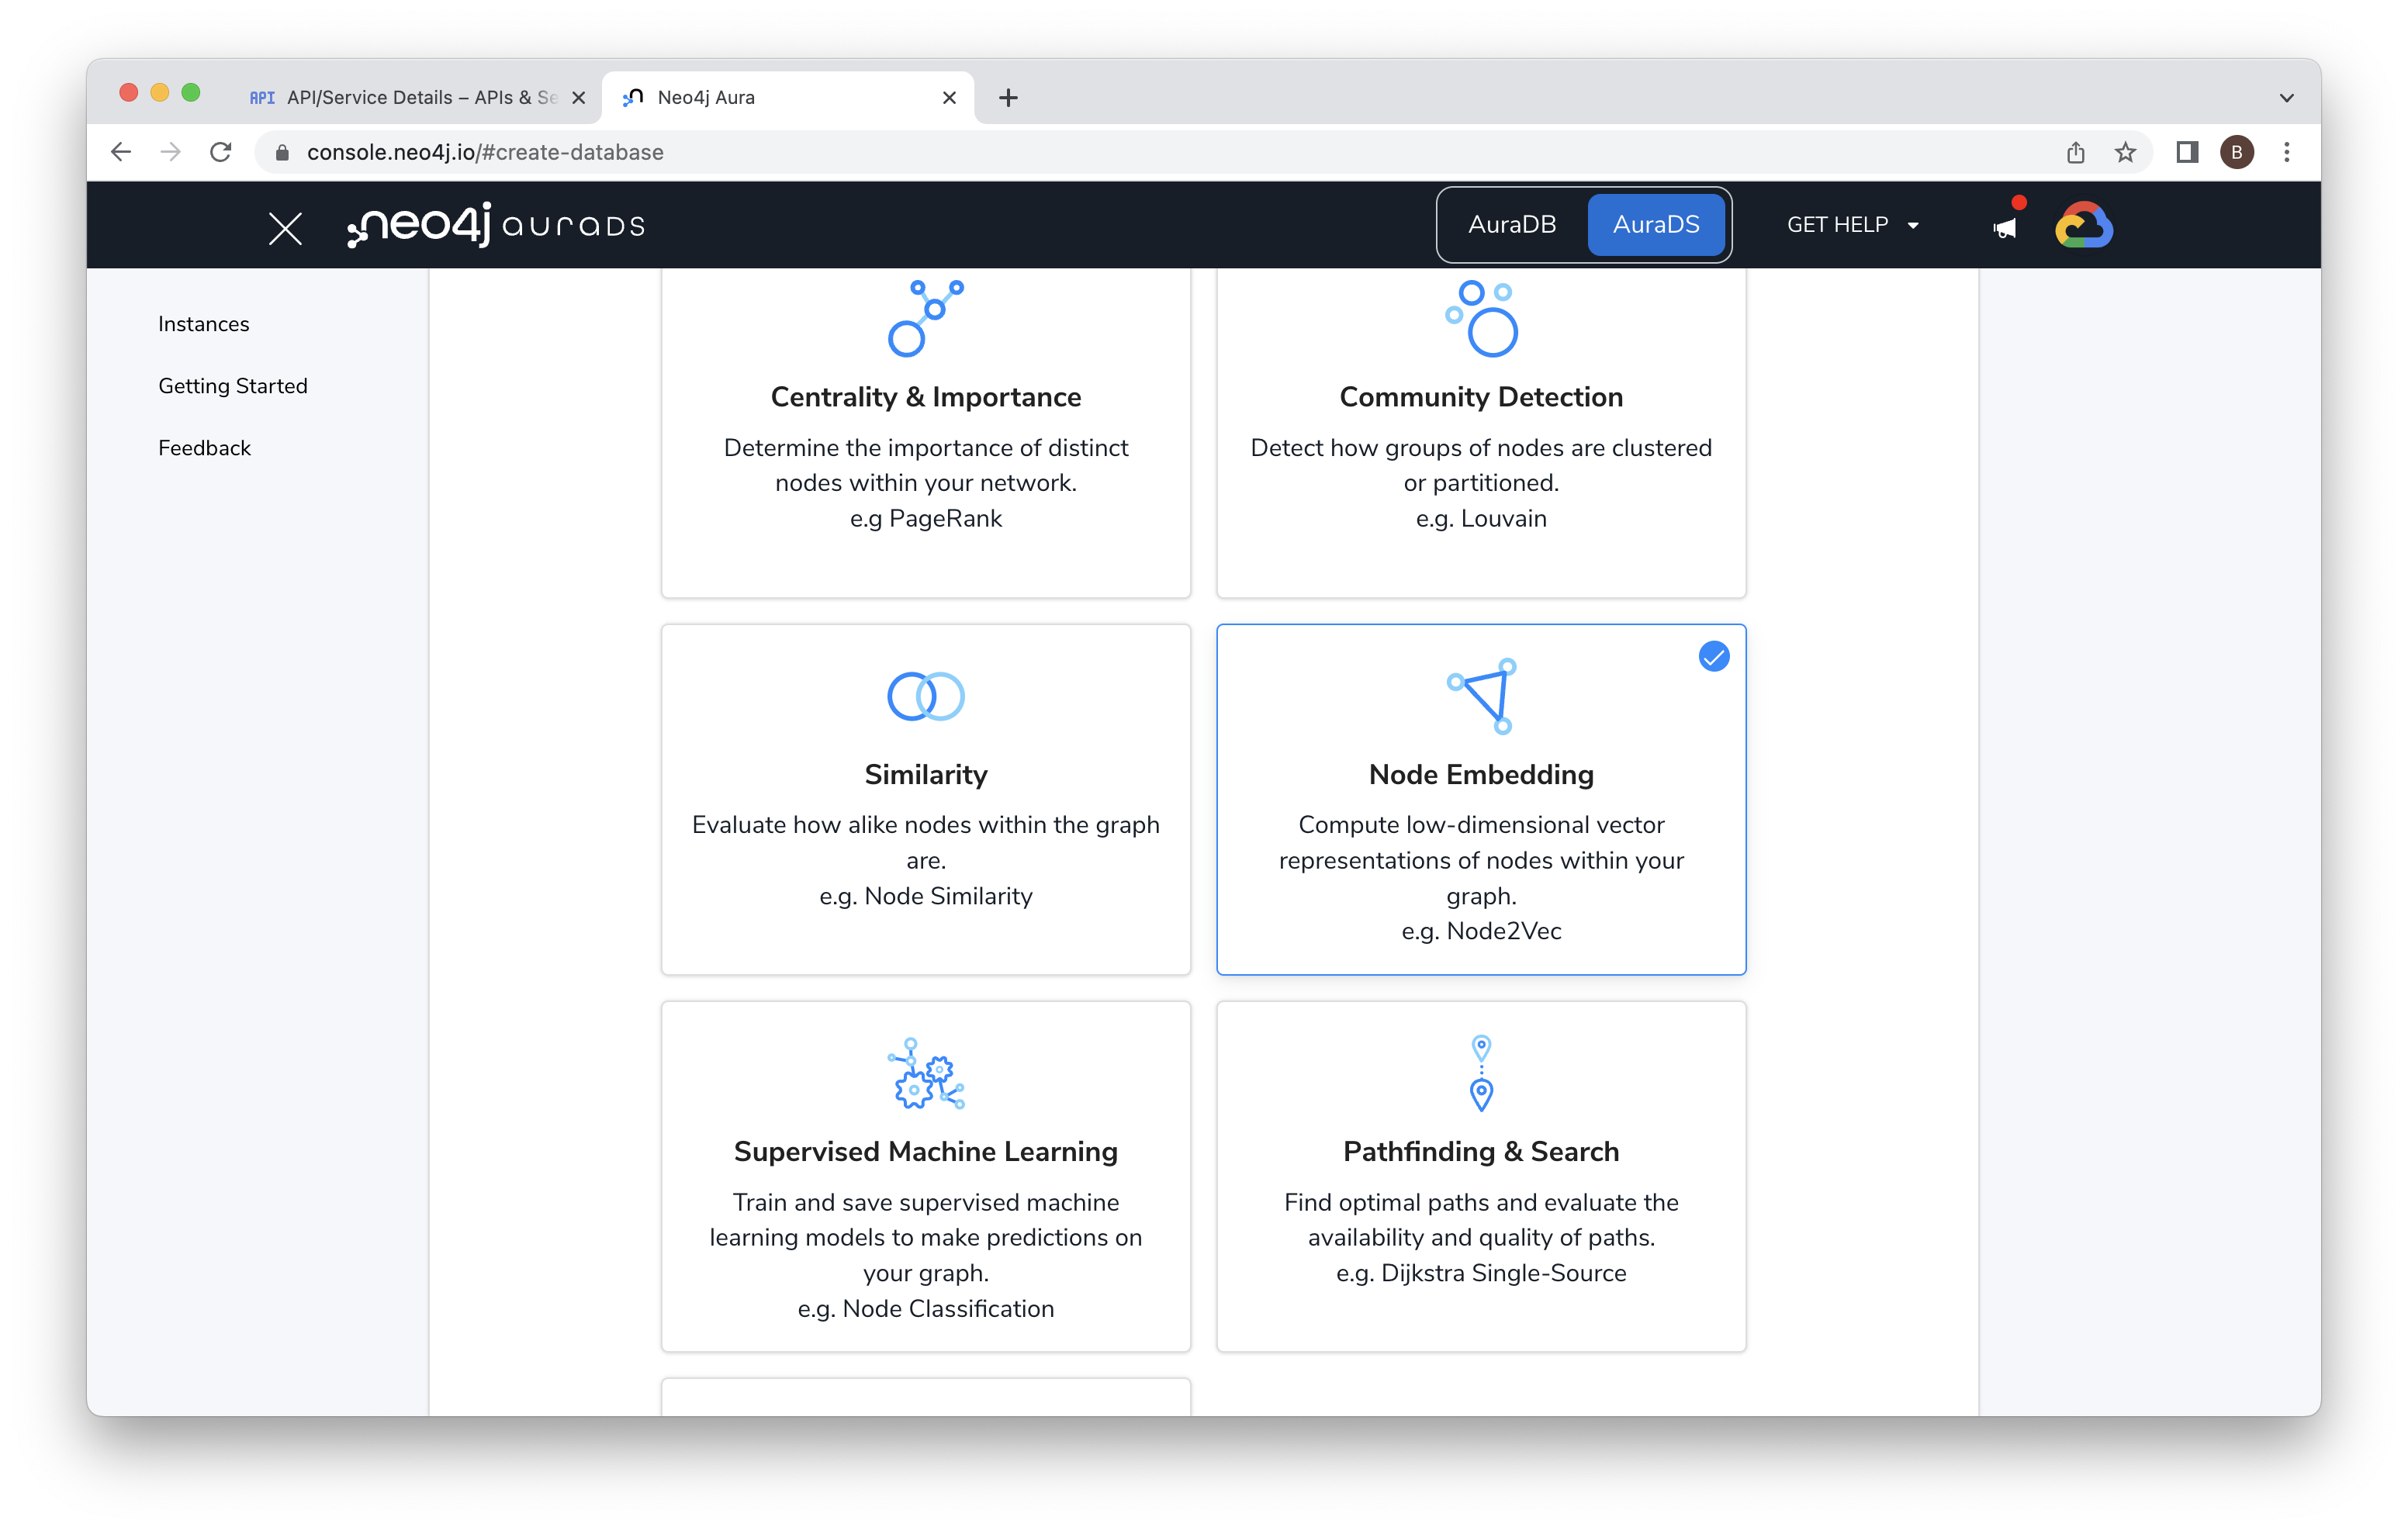 API API/Service Details – APIs & Se
Neo4j Aura
console.neo4j.io/#create-database
B
neo4j auraDS
AuraDB
AuraDS
GET HELP
Instances
Getting Started
Feedback
Centrality & Importance
Determine the importance of distinct
nodes within your network.
e.g PageRank
Community Detection
Detect how groups of nodes are clustered
or partitioned.
e.g. Louvain
Similarity
Evaluate how alike nodes within the graph
are.
e.g. Node Similarity
Node Embedding
Compute low-dimensional vector
representations of nodes within your
graph.
e.g. Node2Vec
Supervised Machine Learning
Train and save supervised machine
learning models to make predictions on
your graph.
e.g. Node Classification
Pathfinding & Search
Find optimal paths and evaluate the
availability and quality of paths.
e.g. Dijkstra Single-Source